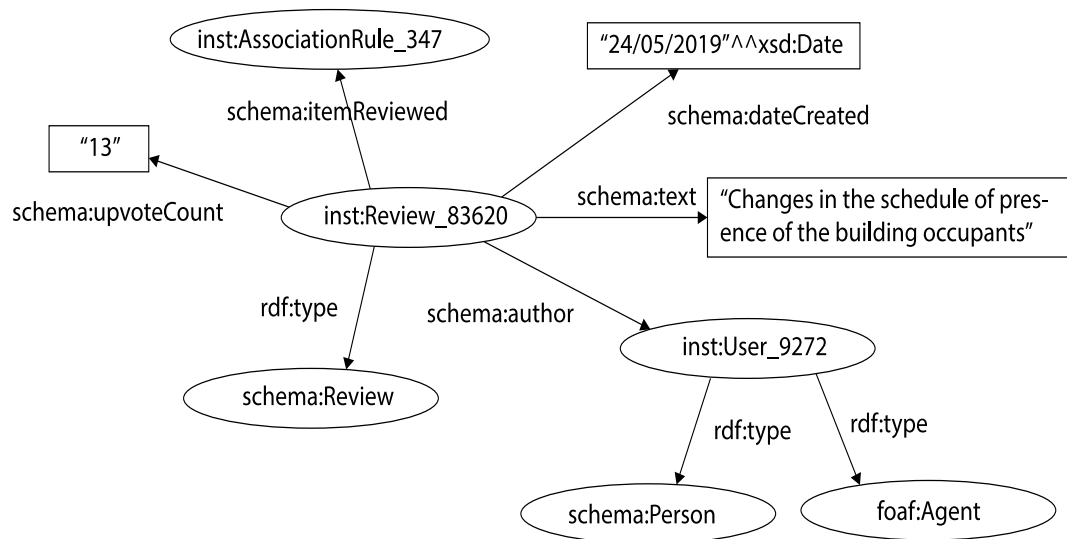 inst:AssociationRule_347
“24/05/2019”^^xsd:Date
schema:itemReviewed
schema:dateCreated
“13”
schema:upvoteCount
inst:Review_83620
schema:text
“Changes in the schedule of pres-
ence of the building occupants”
rdf:type
schema:author
inst:User_9272
schema:Review
rdf:type
rdf:type
schema:Person
foaf:Agent